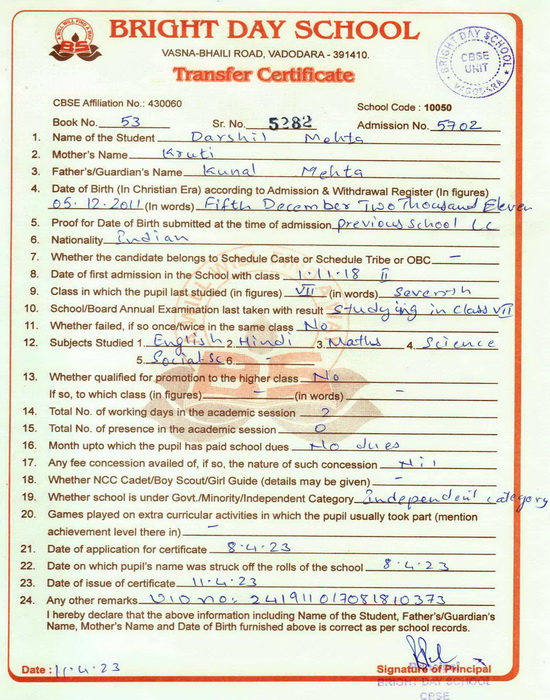 BRIGHT DAY SCHOOL
VASNA-BHAILI ROAD, VADODARA - 391410.
Transfer Certificate
BRIGHT DAY SCHOOL
CBSE
UNIT
VADODARA
CBSE Affiliation No.: 430060
School Code : 10050
Book No. 53 Sr. No. 5282 Admission No. 5702
1. Name of the Student Darshil Mehta
2. Mother's Name Kruti
3. Father's/Guardian's Name Kunal Mehta
4. Date of Birth (In Christian Era) according to Admission & Withdrawal Register (In figures)
05.12.2011 (In words) Fifth December Two Thousand Eleven
5. Proof for Date of Birth submitted at the time of admission previous school LC
6. Nationality Indian
7. Whether the candidate belongs to Schedule Caste or Schedule Tribe or OBC –
8. Date of first admission in the School with class 1.11.18 II
9. Class in which the pupil last studied (in figures) VII (in words) Seventh
10. School/Board Annual Examination last taken with result studying in class VII
11. Whether failed, if so once/twice in the same class No
12. Subjects Studied 1. English 2. Hindi 3. Maths 4. Science
5. Social Sc 6. –
13. Whether qualified for promotion to the higher class No
If so, to which class (in figures) – (in words) –
14. Total No. of working days in the academic session 2
15. Total No. of presence in the academic session 0
16. Month upto which the pupil has paid school dues No dues
17. Any fee concession availed of, if so, the nature of such concession Nil
18. Whether NCC Cadet/Boy Scout/Girl Guide (details may be given) –
19. Whether school is under Govt./Minority/Independent Category Independent category
20. Games played on extra curricular activities in which the pupil usually took part (mention
achievement level there in) –
21. Date of application for certificate 8.4.23
22. Date on which pupil's name was struck off the rolls of the school 8.4.23
23. Date of issue of certificate 11.4.23
24. Any other remarks UID no: 241911017081810373
I hereby declare that the above information including Name of the Student, Father's/Guardian's
Name, Mother's Name and Date of Birth furnished above is correct as per school records.
Date : 11.4.23
Signature of Principal
BRIGHT DAY SCHOOL
CBSE